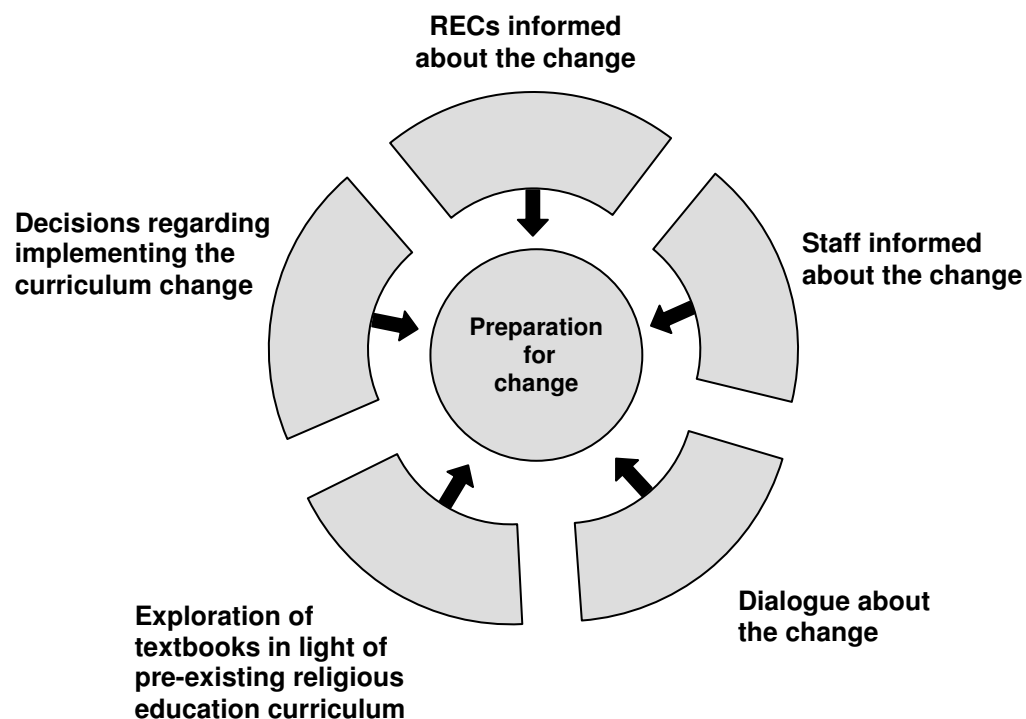 RECs informed
about the change
Decisions regarding
implementing the
curriculum change
Staff informed
about the change
Preparation
for
change
Exploration of
textbooks in light of
pre-existing religious
education curriculum
Dialogue about
the change